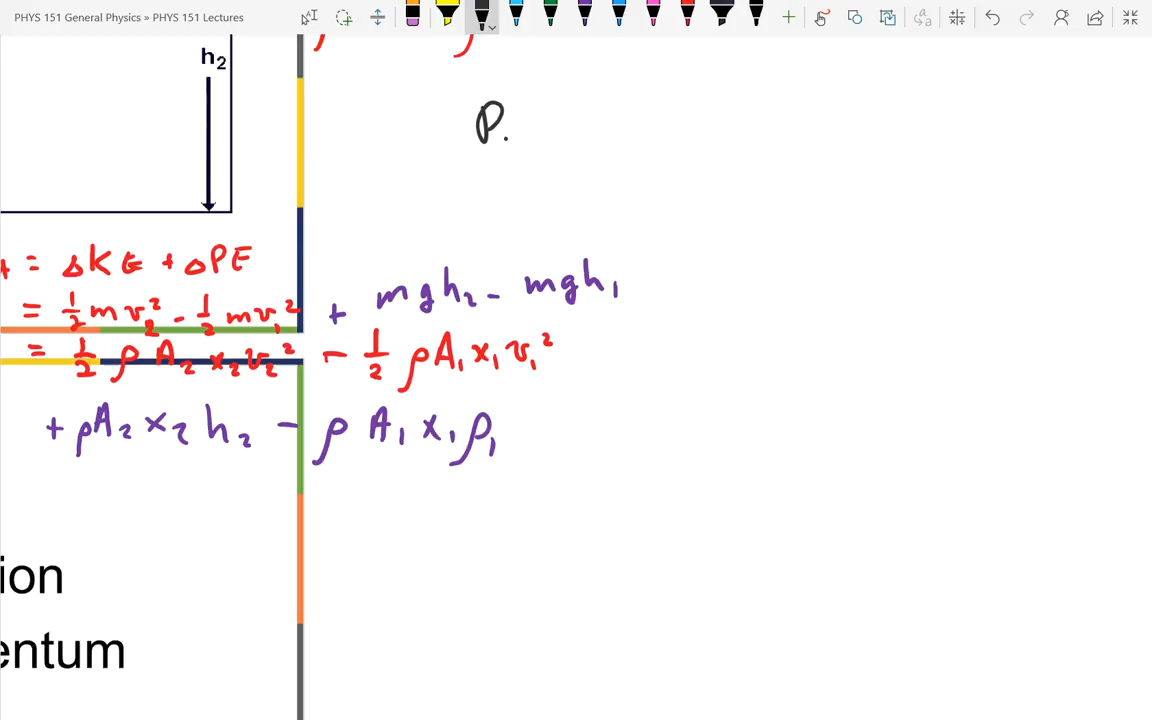 PHYS 151 General Physics » PHYS 151 Lectures
h₂
P.
= ΔKE + ΔPE
= ½mv₂² - ½mv₁² + mgh₂ - mgh₁
= ½ρA₂x₂v₂² - ½ρA₁x₁v₁²
+ ρA₂x₂h₂ - ρA₁x₁ρ₁
ion
entum